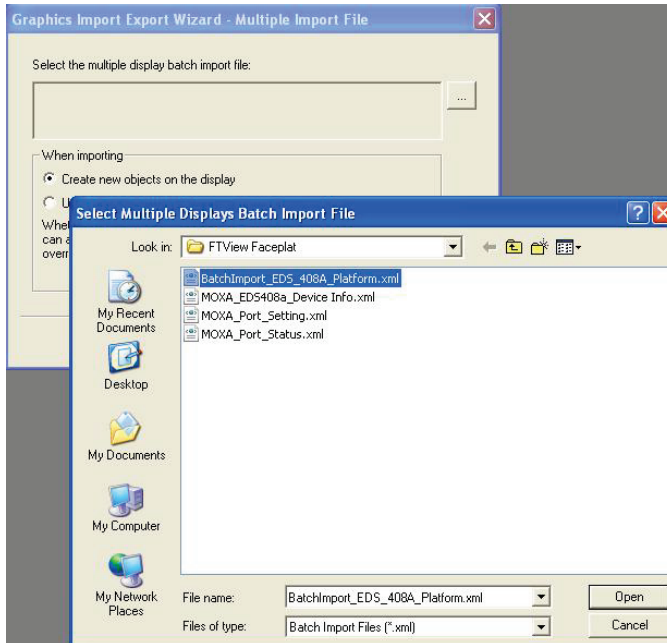 Graphics Import Export Wizard - Multiple Import File
Select the multiple display batch import file:
...
When importing
Create new objects on the display
U
Whet
can a
overr
Select Multiple Displays Batch Import File
Look in:
FTView Faceplat
BatchImport_EDS_408A_Platform.xml
MOXA_EDS408a_Device Info.xml
MOXA_Port_Setting.xml
MOXA_Port_Status.xml
My Recent
Documents
Desktop
My Documents
My Computer
My Network
Places
File name:
BatchImport_EDS_408A_Platform.xml
Open
Files of type:
Batch Import Files (*.xml)
Cancel